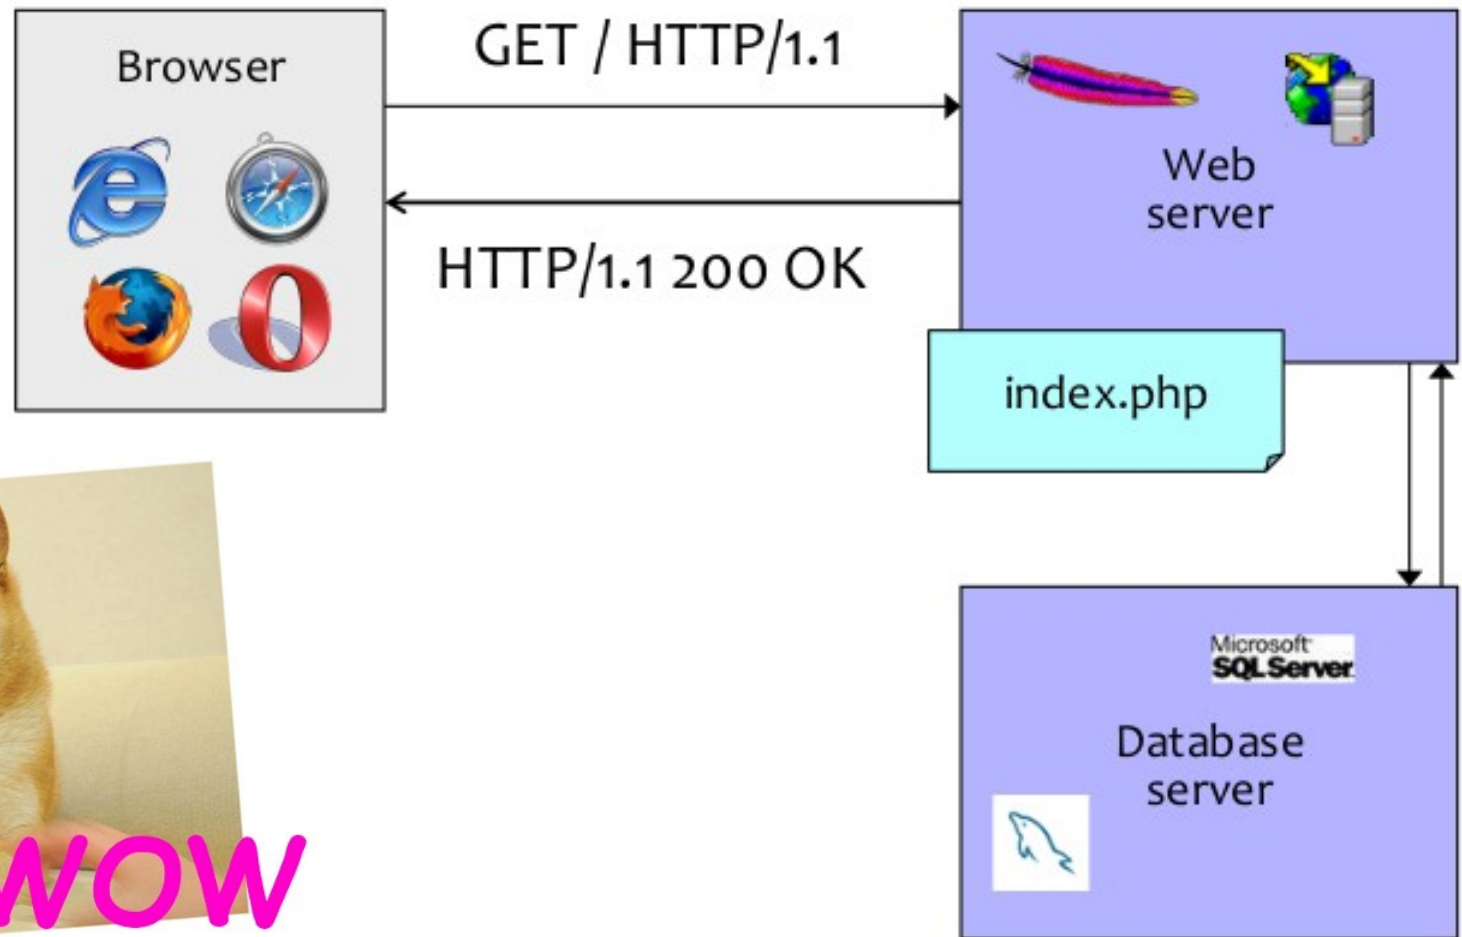 Browser
GET / HTTP/1.1
Web
server
HTTP/1.1 200 OK
index.php
Microsoft
SQL Server
Database
server
WOW